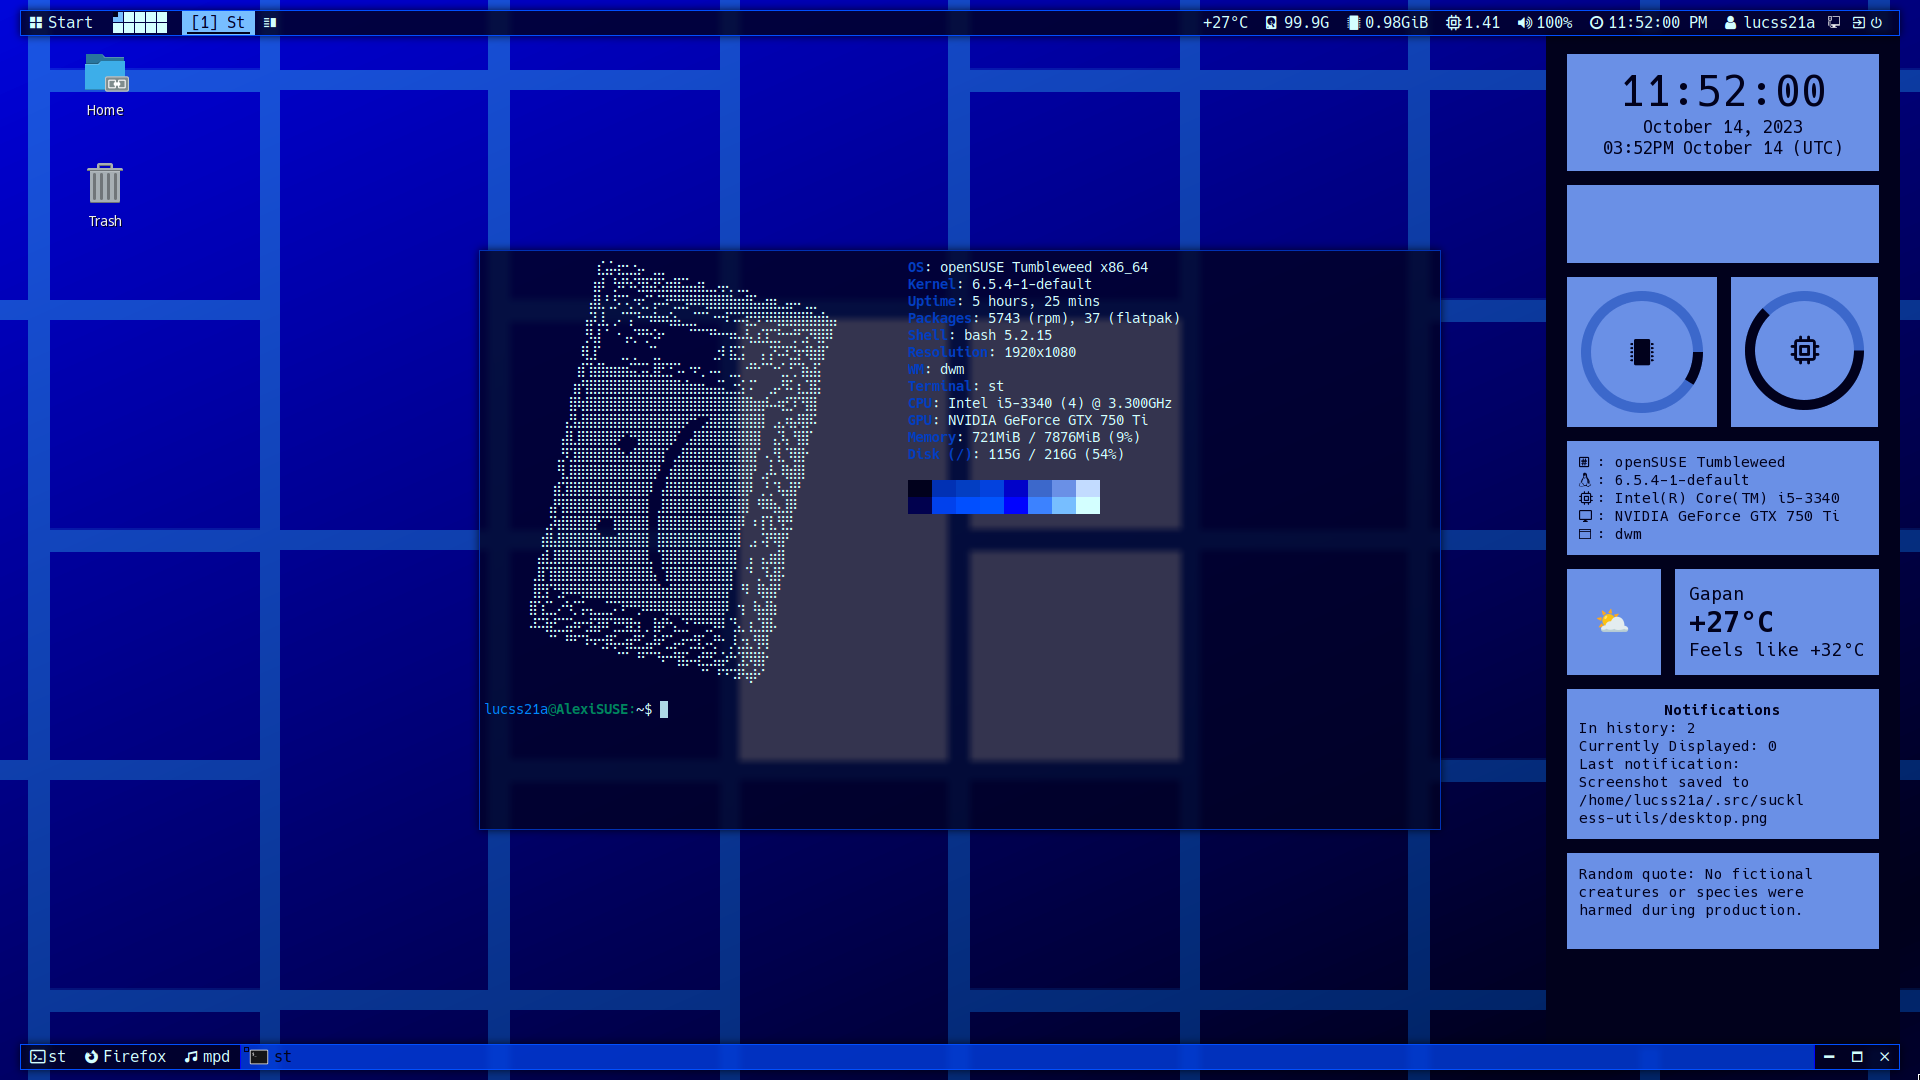 Start [1] St +27°C 99.9G 0.98GiB 1.41 100% 11:52:00 PM lucss21a
Home
Trash
OS: openSUSE Tumbleweed x86_64
Kernel: 6.5.4-1-default
Uptime: 5 hours, 25 mins
Packages: 5743 (rpm), 37 (flatpak)
Shell: bash 5.2.15
Resolution: 1920x1080
WM: dwm
Terminal: st
CPU: Intel i5-3340 (4) @ 3.300GHz
GPU: NVIDIA GeForce GTX 750 Ti
Memory: 721MiB / 7876MiB (9%)
Disk (/): 115G / 216G (54%)
lucss21a@AlexiSUSE:~$
11:52:00
October 14, 2023
03:52PM October 14 (UTC)
: openSUSE Tumbleweed
: 6.5.4-1-default
: Intel(R) Core(TM) i5-3340
: NVIDIA GeForce GTX 750 Ti
: dwm
Gapan
+27°C
Feels like +32°C
Notifications
In history: 2
Currently Displayed: 0
Last notification:
Screenshot saved to
/home/lucss21a/.src/suckl
ess-utils/desktop.png
Random quote: No fictional
creatures or species were
harmed during production.
st Firefox mpd st